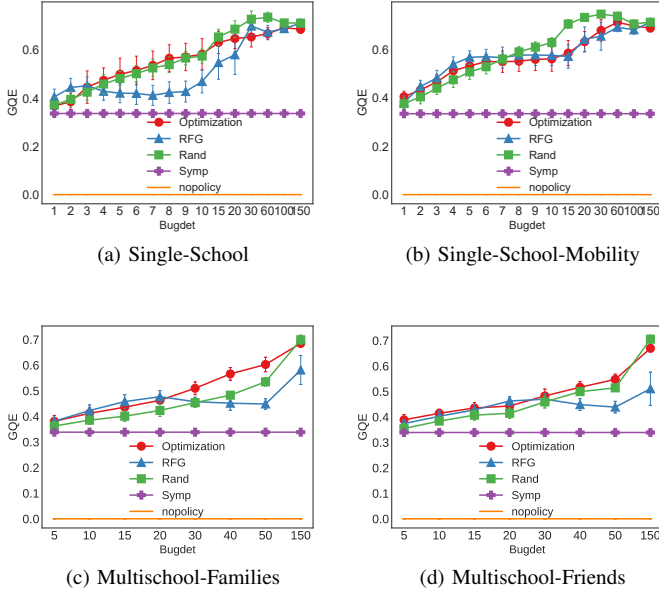 GQE
0.6
0.4
0.2
0.0
Optimization
RFG
Rand
Symp
nopolicy
1 2 3 4 5 6 7 8 9 10 15 20 30 60 100 150
Bugdet
(a) Single-School
GQE
0.6
0.4
0.2
0.0
Optimization
RFG
Rand
Symp
nopolicy
1 2 3 4 5 6 7 8 9 10 15 20 30 60 100 150
Bugdet
(b) Single-School-Mobility
GQE
0.7
0.6
0.5
0.4
0.3
0.2
0.1
0.0
Optimization
RFG
Rand
Symp
nopolicy
5 10 15 20 30 40 50 150
Bugdet
(c) Multischool-Families
GQE
0.7
0.6
0.5
0.4
0.3
0.2
0.1
0.0
Optimization
RFG
Rand
Symp
nopolicy
5 10 15 20 30 40 50 150
Bugdet
(d) Multischool-Friends